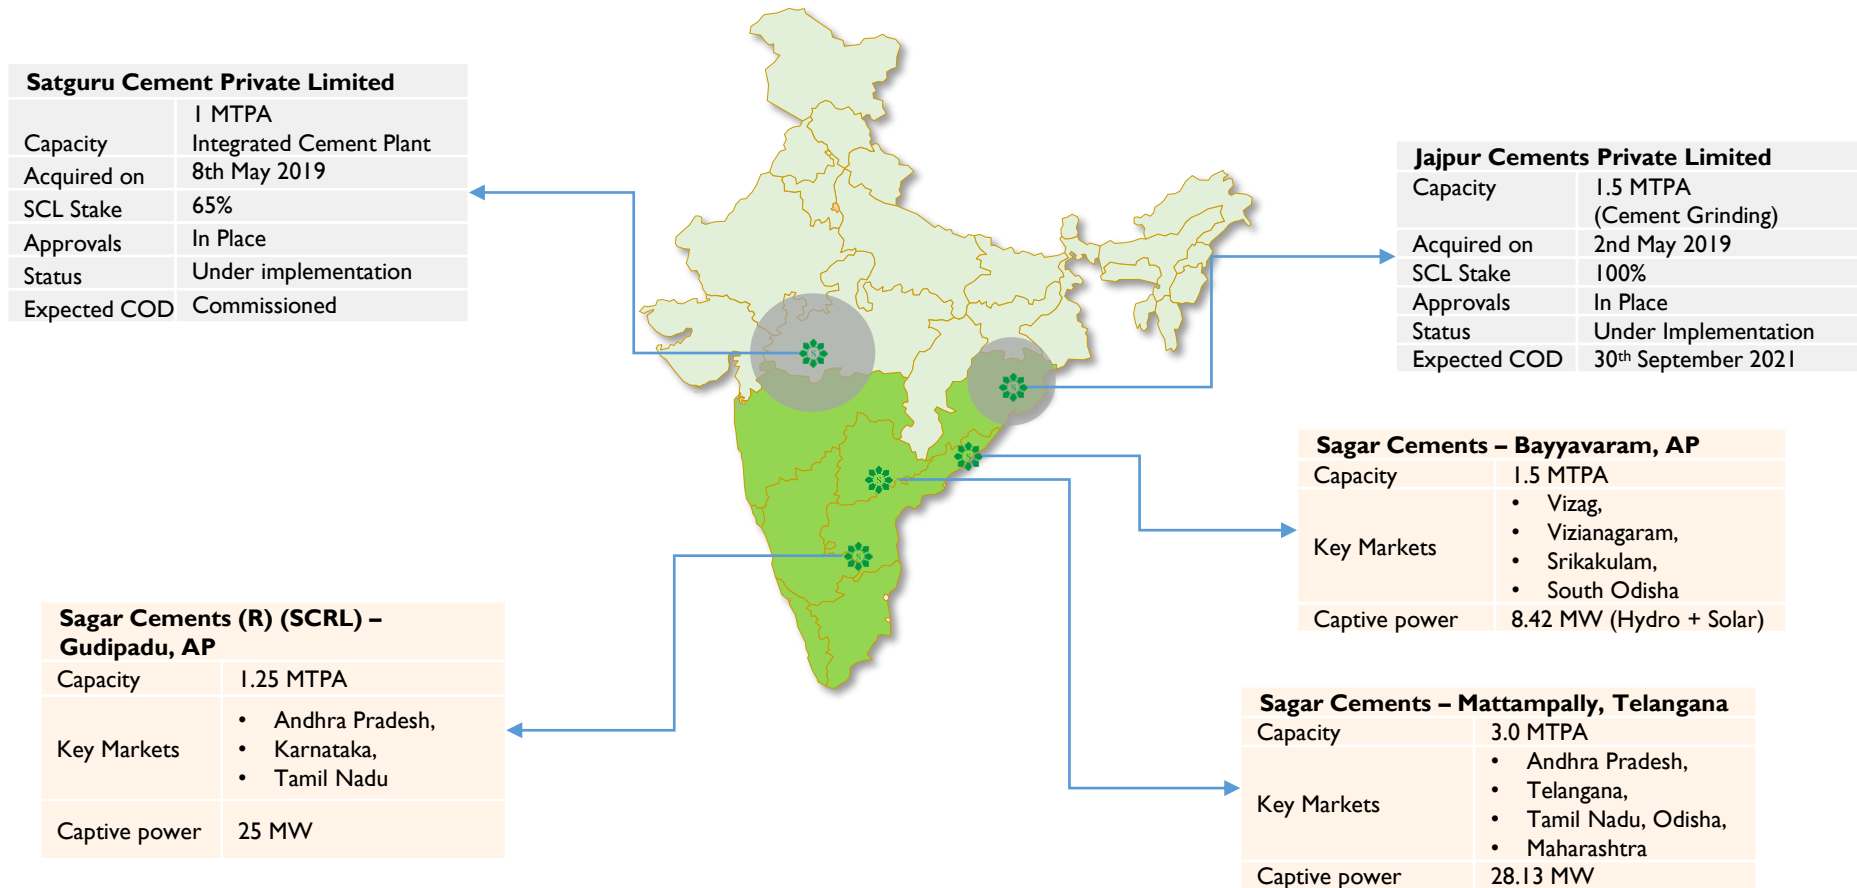 Satguru Cement Private Limited
Capacity 1 MTPA
Integrated Cement Plant
Acquired on 8th May 2019
SCL Stake 65%
Approvals In Place
Status Under implementation
Expected COD Commissioned
Jajpur Cements Private Limited
Capacity 1.5 MTPA
(Cement Grinding)
Acquired on 2nd May 2019
SCL Stake 100%
Approvals In Place
Status Under Implementation
Expected COD 30th September 2021
Sagar Cements – Bayyavaram, AP
Capacity 1.5 MTPA
Key Markets
• Vizag,
• Vizianagaram,
• Srikakulam,
• South Odisha
Captive power 8.42 MW (Hydro + Solar)
Sagar Cements (R) (SCRL) –
Gudipadu, AP
Capacity 1.25 MTPA
Key Markets
• Andhra Pradesh,
• Karnataka,
• Tamil Nadu
Captive power 25 MW
Sagar Cements – Mattampally, Telangana
Capacity 3.0 MTPA
Key Markets
• Andhra Pradesh,
• Telangana,
• Tamil Nadu, Odisha,
• Maharashtra
Captive power 28.13 MW
S
S
S
S
S